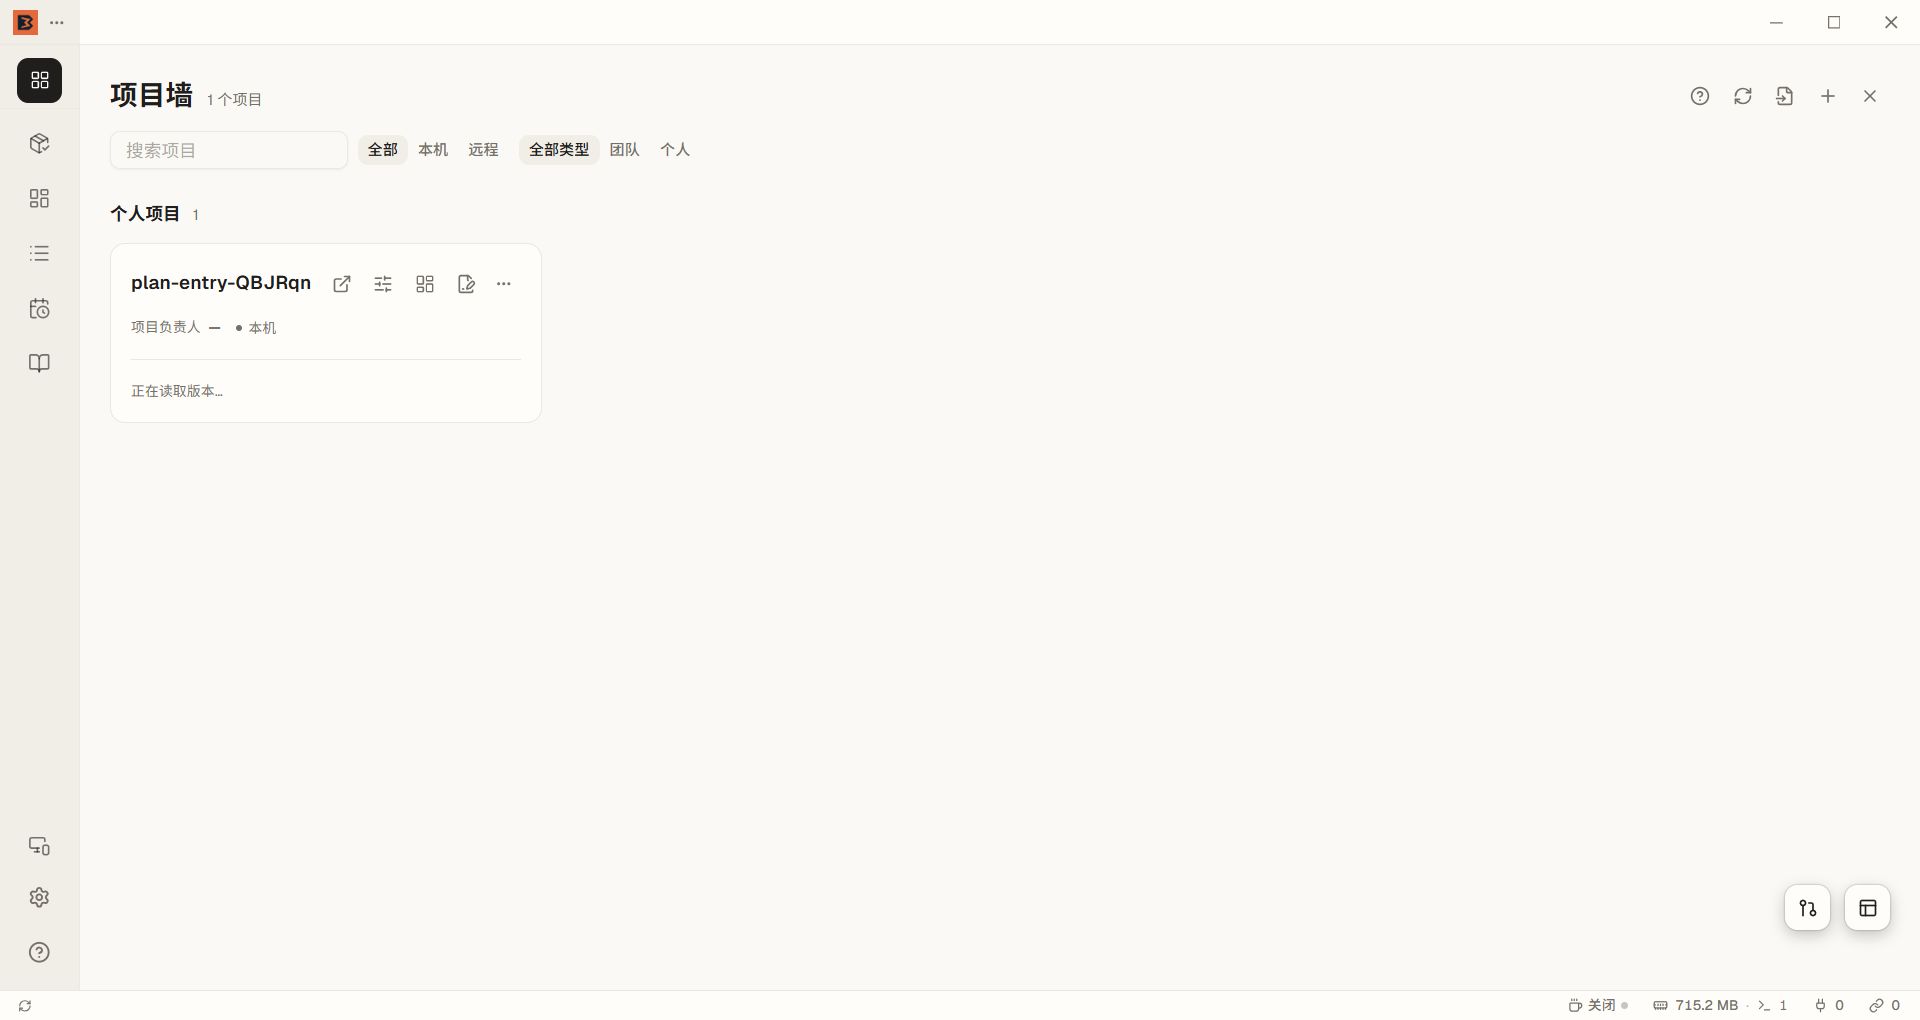 项目墙 1 个项目
搜索项目 全部 本机 远程 全部类型 团队 个人
个人项目 1
plan-entry-QBJRqn
项目负责人 — • 本机
正在读取版本...
关闭 715.2 MB · 1 0 0